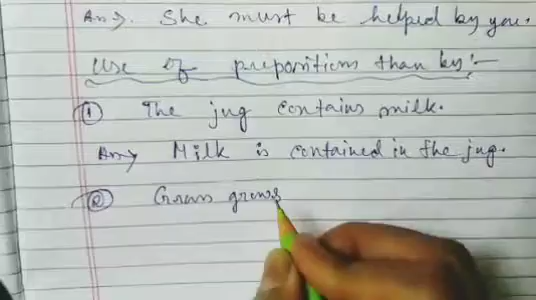 Ans>. She must be helped by you.
Use of prepositions than by:-
① The jug contains milk.
Ans> Milk is contained in the jug.
② Grass grows